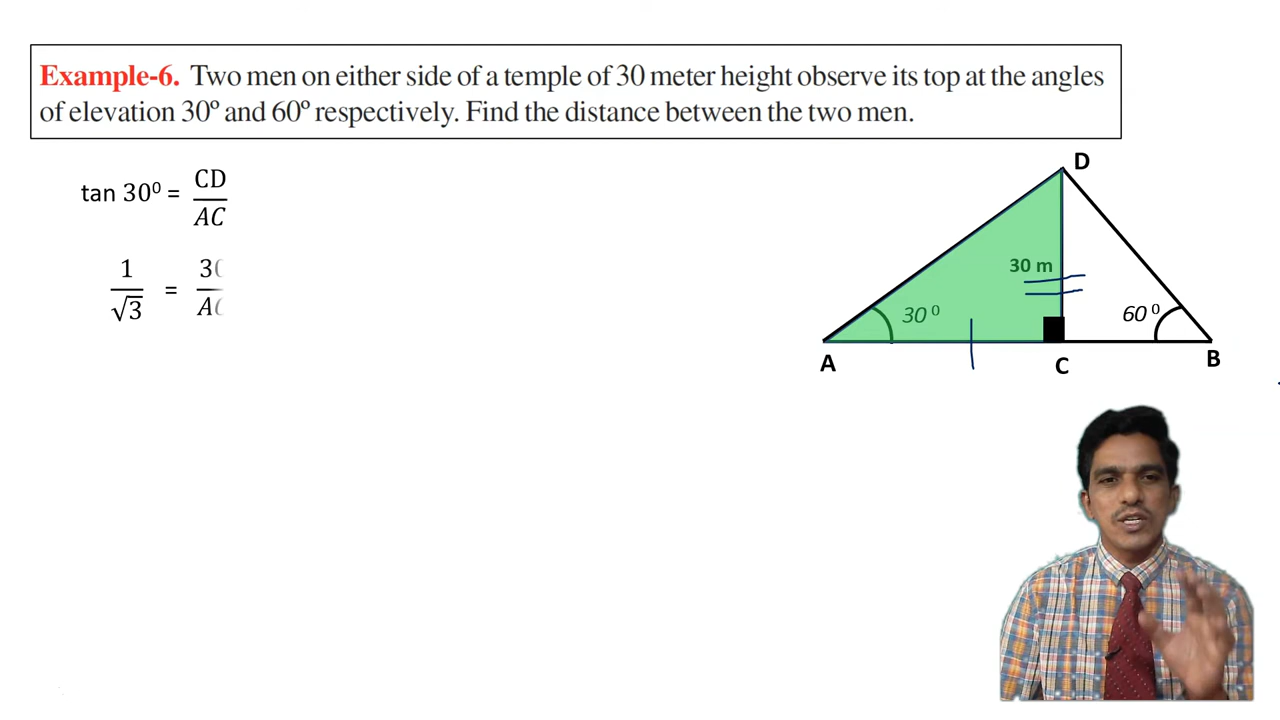 Example-6. Two men on either side of a temple of 30 meter height observe its top at the angles
of elevation 30º and 60º respectively. Find the distance between the two men.
D
tan 30⁰ = CD / AC
30 m
1 / √3 =
30⁰
60⁰
A
C
B